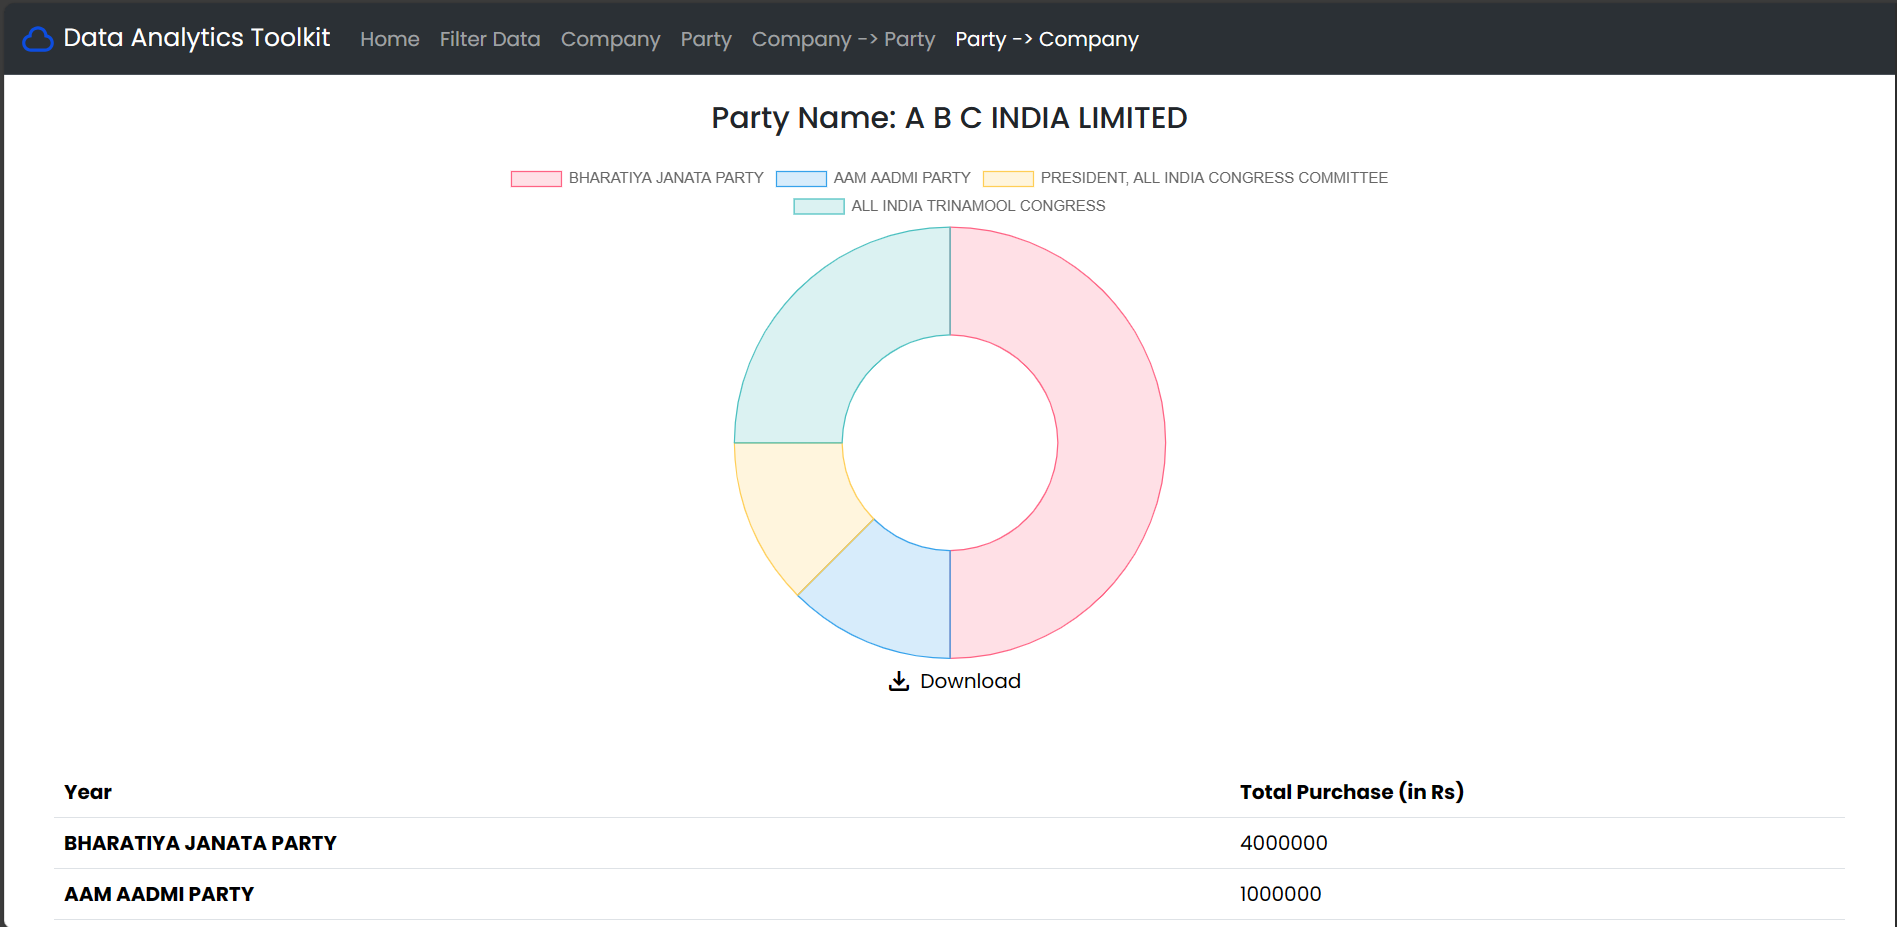 Data Analytics Toolkit Home Filter Data Company Party Company -> Party Party -> Company
Party Name: A B C INDIA LIMITED
BHARATIYA JANATA PARTY AAM AADMI PARTY PRESIDENT, ALL INDIA CONGRESS COMMITTEE
ALL INDIA TRINAMOOL CONGRESS
Download
Year Total Purchase (in Rs)
BHARATIYA JANATA PARTY 4000000
AAM AADMI PARTY 1000000